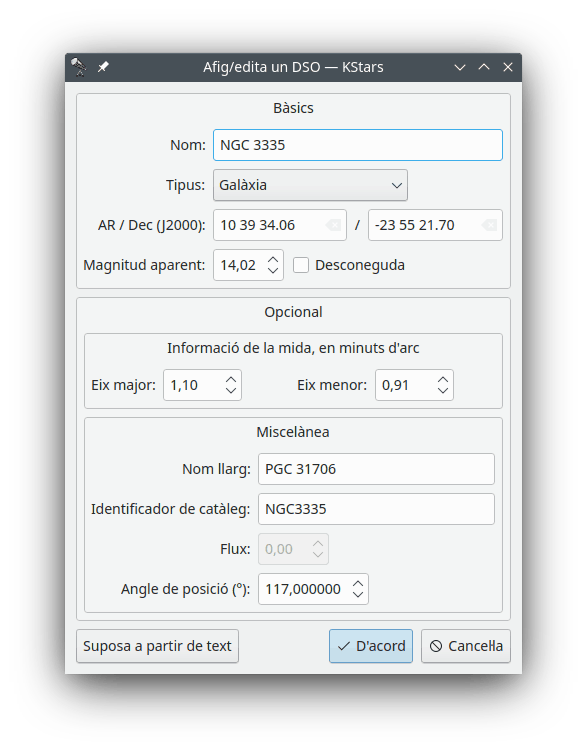 Afig/edita un DSO — KStars
Bàsics
Nom: NGC 3335
Tipus: Galàxia
AR / Dec (J2000): 10 39 34.06 / -23 55 21.70
Magnitud aparent: 14,02 Desconeguda
Opcional
Informació de la mida, en minuts d'arc
Eix major: 1,10 Eix menor: 0,91
Miscelànea
Nom llarg: PGC 31706
Identificador de catàleg: NGC3335
Flux: 0,00
Angle de posició (º): 117,000000
Suposa a partir de text D'acord Canceŀla